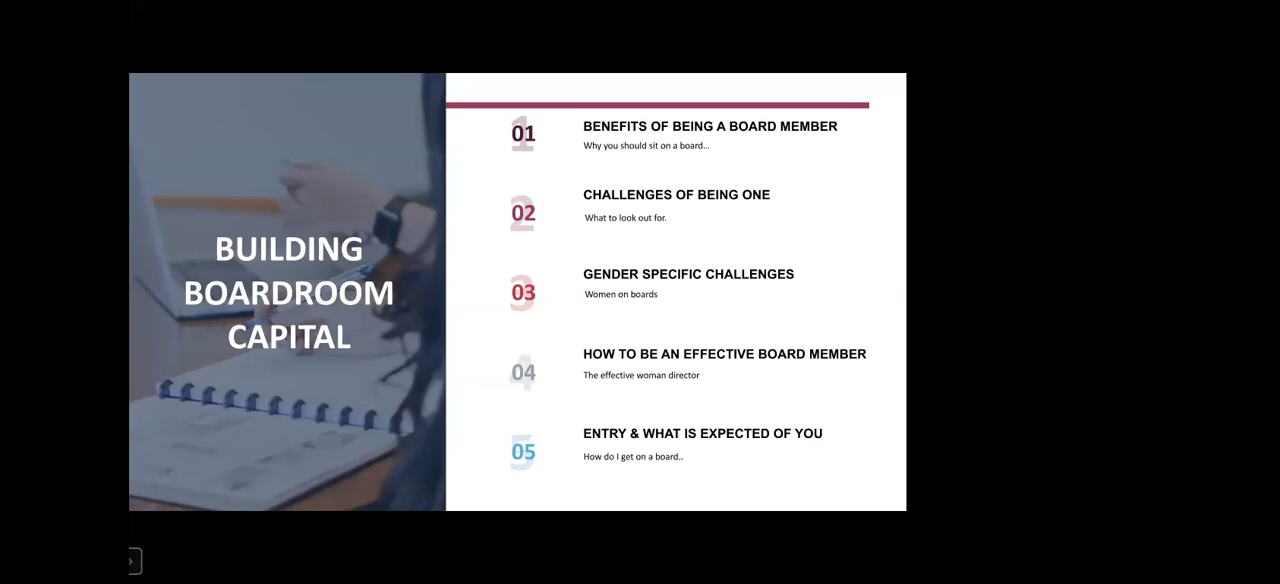 BUILDING
BOARDROOM
CAPITAL
01
BENEFITS OF BEING A BOARD MEMBER
Why you should sit on a board...
02
CHALLENGES OF BEING ONE
What to look out for.
03
GENDER SPECIFIC CHALLENGES
Women on boards
04
HOW TO BE AN EFFECTIVE BOARD MEMBER
The effective woman director
05
ENTRY & WHAT IS EXPECTED OF YOU
How do I get on a board..